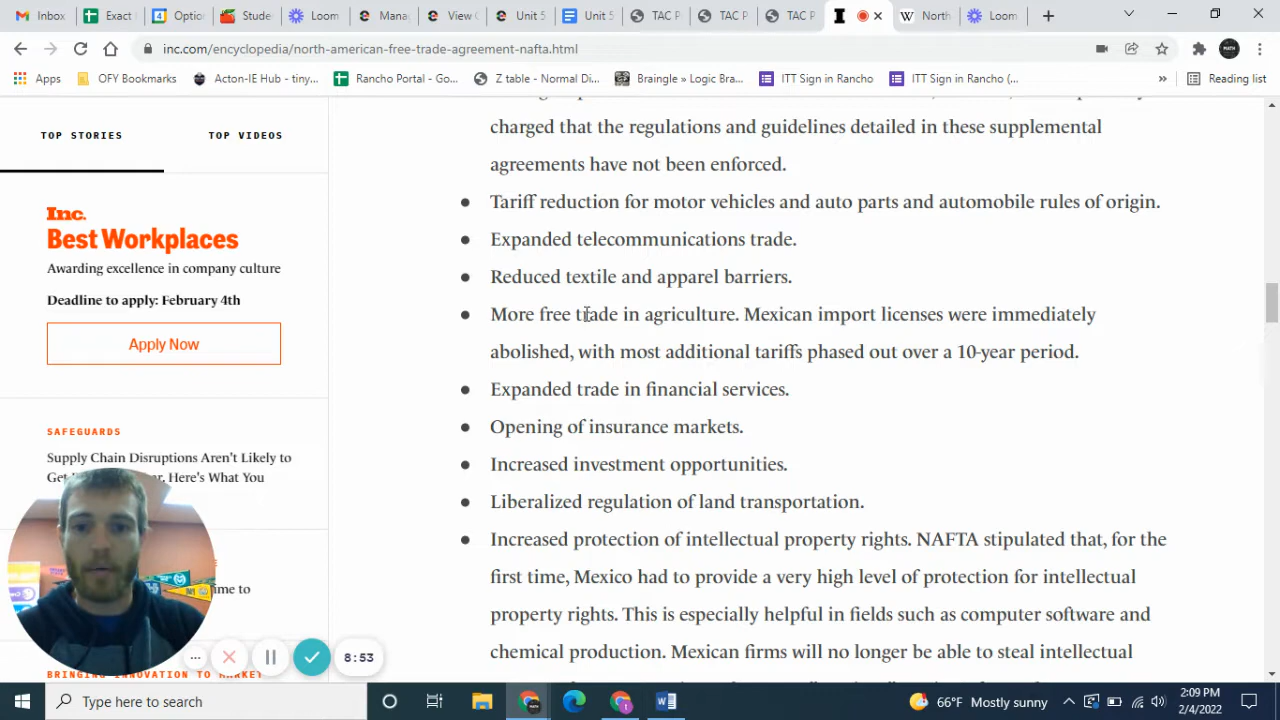 Inbox
Exact
Optio
Stude
Loom
Mana
View C
Unit 5
Unit 5
TAC P
TAC P
TAC P
North
Loom
inc.com/encyclopedia/north-american-free-trade-agreement-nafta.html
Apps
OFY Bookmarks
Acton-IE Hub - tiny...
Rancho Portal - Go...
Z table - Normal Di...
Braingle » Logic Bra...
ITT Sign in Rancho
ITT Sign in Rancho (...
»
Reading list
TOP STORIES
TOP VIDEOS
Inc.
Best Workplaces
Awarding excellence in company culture
Deadline to apply: February 4th
Apply Now
SAFEGUARDS
Supply Chain Disruptions Aren't Likely to
Get
Here's What You
ime to
BRINGING INNOVATION TO MARKET
charged that the regulations and guidelines detailed in these supplemental
agreements have not been enforced.
● Tariff reduction for motor vehicles and auto parts and automobile rules of origin.
● Expanded telecommunications trade.
● Reduced textile and apparel barriers.
● More free trade in agriculture. Mexican import licenses were immediately
abolished, with most additional tariffs phased out over a 10-year period.
● Expanded trade in financial services.
● Opening of insurance markets.
● Increased investment opportunities.
● Liberalized regulation of land transportation.
● Increased protection of intellectual property rights. NAFTA stipulated that, for the
first time, Mexico had to provide a very high level of protection for intellectual
property rights. This is especially helpful in fields such as computer software and
chemical production. Mexican firms will no longer be able to steal intellectual
8:53
Type here to search
66°F Mostly sunny
2:09 PM
2/4/2022